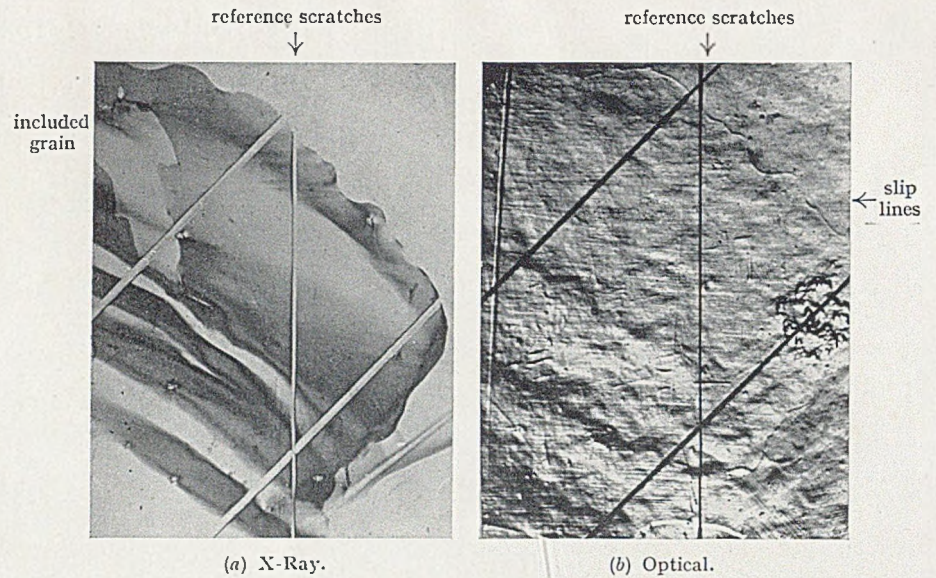 reference scratches
reference scratches
included
grain
slip
lines
(a) X-Ray.
(b) Optical.